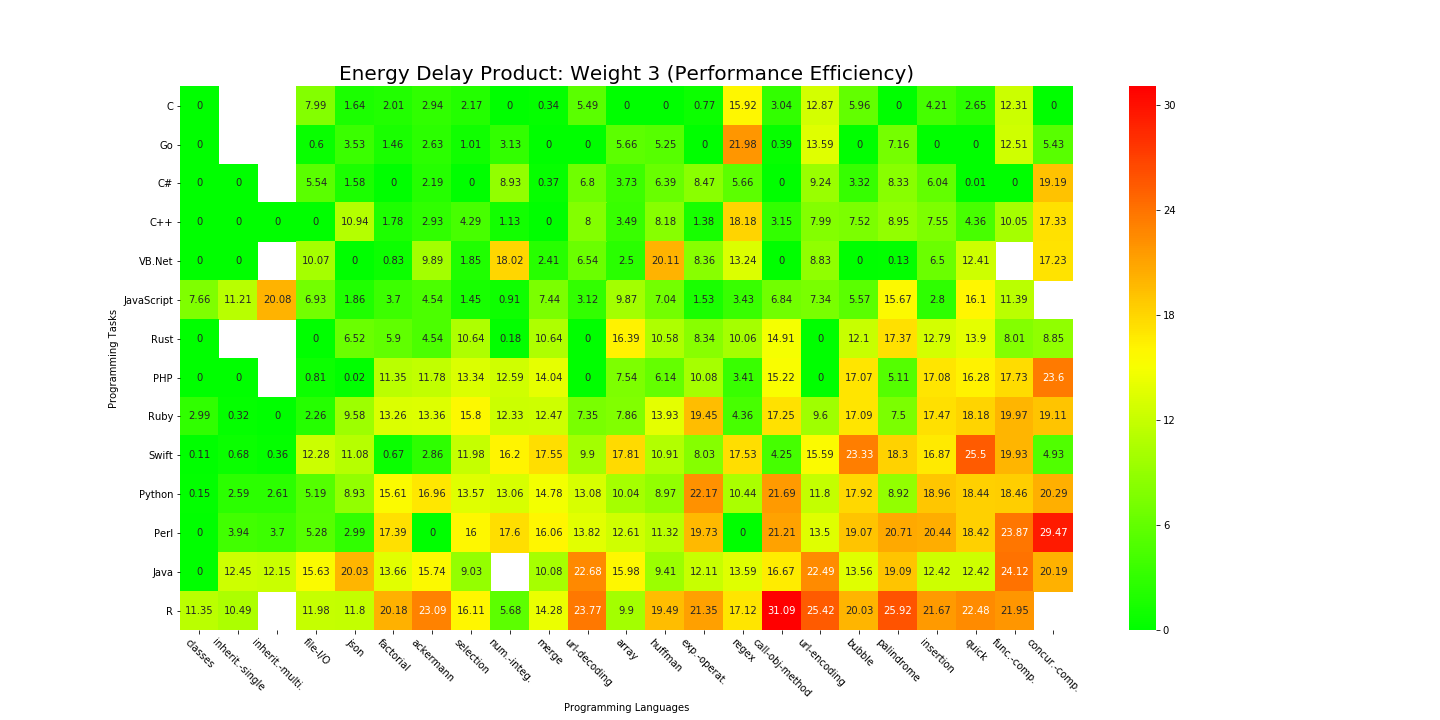 Energy Delay Product: Weight 3 (Performance Efficiency)
C 0 7.99 1.64 2.01 2.94 2.17 0 0.34 5.49 0 0 0.77 15.92 3.04 12.87 5.96 0 4.21 2.65 12.31 0
Go 0 0.6 3.53 1.46 2.63 1.01 3.13 0 0 5.66 5.25 0 21.98 0.39 13.59 0 7.16 0 0 12.51 5.43
C# 0 0 5.54 1.58 0 2.19 0 8.93 0.37 6.8 3.73 6.39 8.47 5.66 0 9.24 3.32 8.33 6.04 0.01 0 19.19
C++ 0 0 0 0 10.94 1.78 2.93 4.29 1.13 0 8 3.49 8.18 1.38 18.18 3.15 7.99 7.52 8.95 7.55 4.36 10.05 17.33
VB.Net 0 0 10.07 0 0.83 9.89 1.85 18.02 2.41 6.54 2.5 20.11 8.36 13.24 0 8.83 0 0.13 6.5 12.41 17.23
JavaScript 7.66 11.21 20.08 6.93 1.86 3.7 4.54 1.45 0.91 7.44 3.12 9.87 7.04 1.53 3.43 6.84 7.34 5.57 15.67 2.8 16.1 11.39
Rust 0 0 6.52 5.9 4.54 10.64 0.18 10.64 0 16.39 10.58 8.34 10.06 14.91 0 12.1 17.37 12.79 13.9 8.01 8.85
PHP 0 0 0.81 0.02 11.35 11.78 13.34 12.59 14.04 0 7.54 6.14 10.08 3.41 15.22 0 17.07 5.11 17.08 16.28 17.73 23.6
Ruby 2.99 0.32 0 2.26 9.58 13.26 13.36 15.8 12.33 12.47 7.35 7.86 13.93 19.45 4.36 17.25 9.6 17.09 7.5 17.47 18.18 19.97 19.11
Swift 0.11 0.68 0.36 12.28 11.08 0.67 2.86 11.98 16.2 17.55 9.9 17.81 10.91 8.03 17.53 4.25 15.59 23.33 18.3 16.87 25.5 19.93 4.93
Python 0.15 2.59 2.61 5.19 8.93 15.61 16.96 13.57 13.06 14.78 13.08 10.04 8.97 22.17 10.44 21.69 11.8 17.92 8.92 18.96 18.44 18.46 20.29
Perl 0 3.94 3.7 5.28 2.99 17.39 0 16 17.6 16.06 13.82 12.61 11.32 19.73 0 21.21 13.5 19.07 20.71 20.44 18.42 23.87 29.47
Java 0 12.45 12.15 15.63 20.03 13.66 15.74 9.03 10.08 22.68 15.98 9.41 12.11 13.59 16.67 22.49 13.56 19.09 12.42 12.42 24.12 20.19
R 11.35 10.49 11.98 11.8 20.18 23.09 16.11 5.68 14.28 23.77 9.9 19.49 21.35 17.12 31.09 25.42 20.03 25.92 21.67 22.48 21.95
Programming Tasks
classes inherit.-single inherit.-multi. file-I/O json factorial ackermann selection num.-integ. merge url-decoding array huffman exp.-operat. regex call-obj-method url-encoding bubble palindrome insertion quick func.-comp. concur.-comp.
Programming Languages
30
24
18
12
6
0